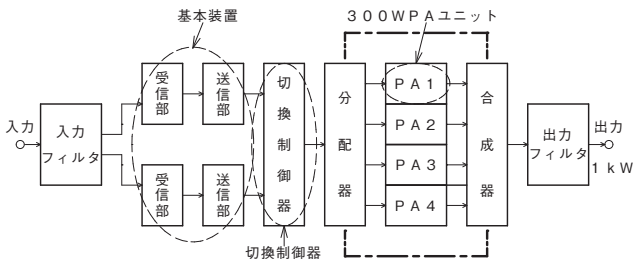 基本装置
300WPAユニット
入力
入力
フィルタ
受信部
送信部
受信部
送信部
切換制御器
切換制御器
分配器
PA1
PA2
PA3
PA4
合成器
出力
フィルタ
出力
1kW